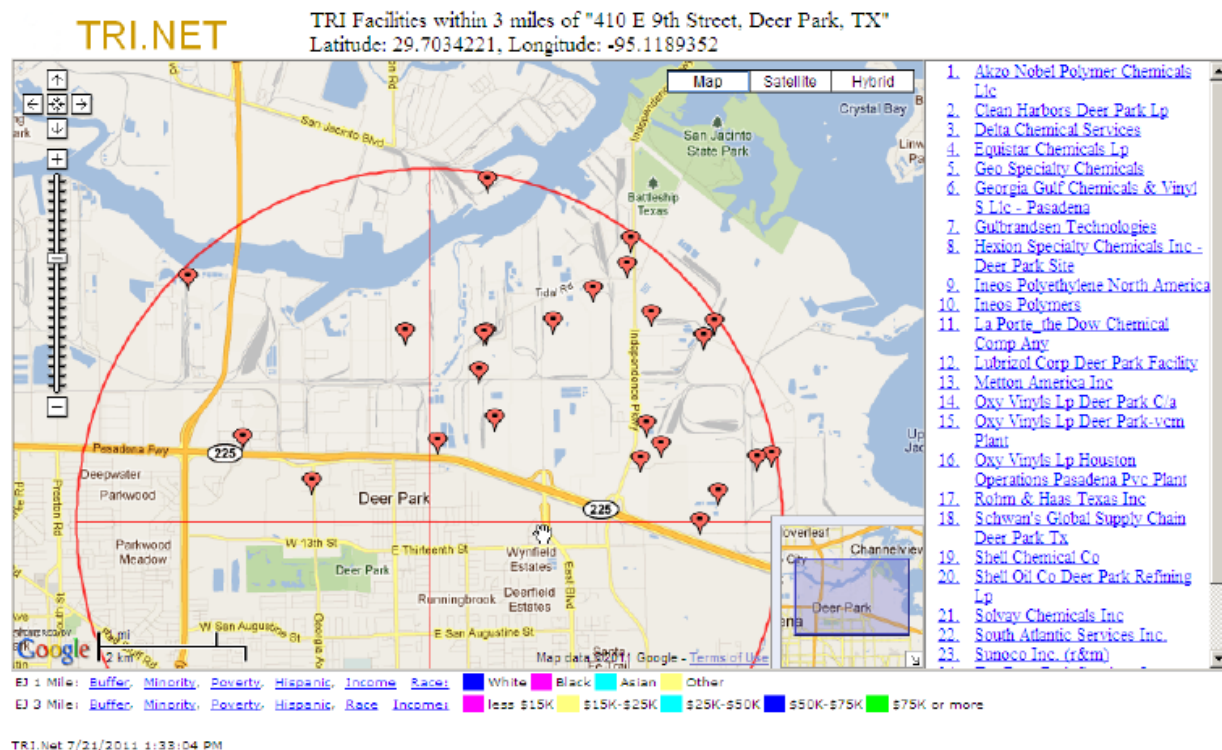 TRI.NET
TRI Facilities within 3 miles of "410 E 9th Street, Deer Park, TX"
Latitude: 29.7034221, Longitude: -95.1189352
Map
Satellite
Hybrid
San Jacinto Blvd
San Jacinto
State Park
Crystal Bay
Battleship
Texas
Tidal Rd
Independence Pkwy
Pasadena Fwy
225
Deepwater
Parkwood
Preston Rd
Deer Park
225
Parkwood
Meadow
W 13th St
E Thirteenth St
Wynfield
Estates
Deer Park
East Blvd
Runningbrook
Deerfield
Estates
W San Augustine St
E San Augustine St
Google
mi
2 km
Map data ©2011 Google - Terms of Use
overleaf
Channelview
City
Deer Park
1. Akzo Nobel Polymer Chemicals
Llc
2. Clean Harbors Deer Park Lp
3. Delta Chemical Services
4. Equistar Chemicals Lp
5. Geo Specialty Chemicals
6. Georgia Gulf Chemicals & Vinyl
S Llc - Pasadena
7. Gulbrandsen Technologies
8. Hexion Specialty Chemicals Inc -
Deer Park Site
9. Ineos Polyethylene North America
10. Ineos Polymers
11. La Porte_the Dow Chemical
Comp Any
12. Lubrizol Corp Deer Park Facility
13. Metton America Inc
14. Oxy Vinyls Lp Deer Park C/a
15. Oxy Vinyls Lp Deer Park-vcm
Plant
16. Oxy Vinyls Lp Houston
Operations Pasadena Pvc Plant
17. Rohm & Haas Texas Inc
18. Schwan's Global Supply Chain
Deer Park Tx
19. Shell Chemical Co
20. Shell Oil Co Deer Park Refining
Lp
21. Solvay Chemicals Inc
22. South Atlantic Services Inc.
23. Sunoco Inc. (r&m)
EJ 1 Mile: Buffer, Minority, Poverty, Hispanic, Income Race: White Black Asian Other
EJ 3 Mile: Buffer, Minority, Poverty, Hispanic, Race Income: less $15K $15K-$25K $25K-$50K $50K-$75K $75K or more
TRI.Net 7/21/2011 1:33:04 PM